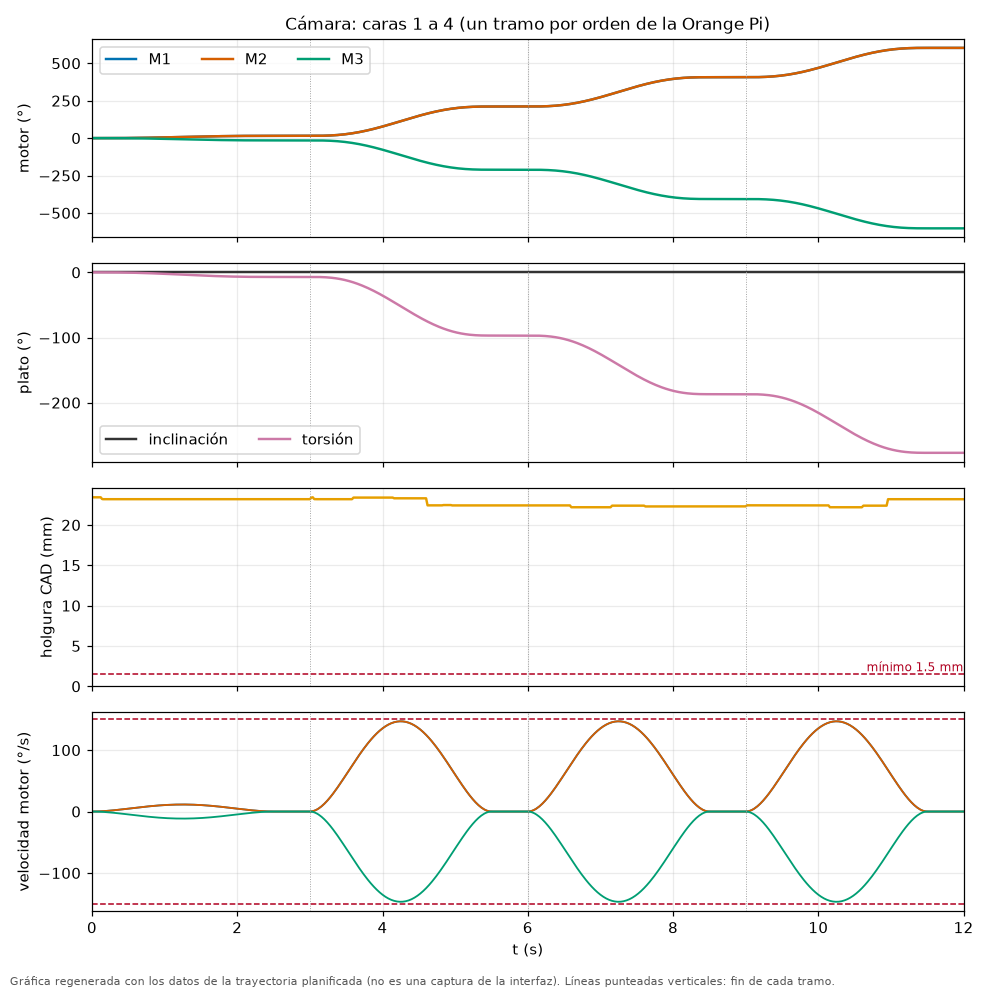 Cámara: caras 1 a 4 (un tramo por orden de la Orange Pi)
M1 M2 M3
motor (°)
500
250
0
−250
−500
plato (°)
0
−100
−200
inclinación torsión
holgura CAD (mm)
20
15
10
5
0
mínimo 1.5 mm
velocidad motor (°/s)
100
0
−100
0 2 4 6 8 10 12
t (s)
Gráfica regenerada con los datos de la trayectoria planificada (no es una captura de la interfaz). Líneas punteadas verticales: fin de cada tramo.